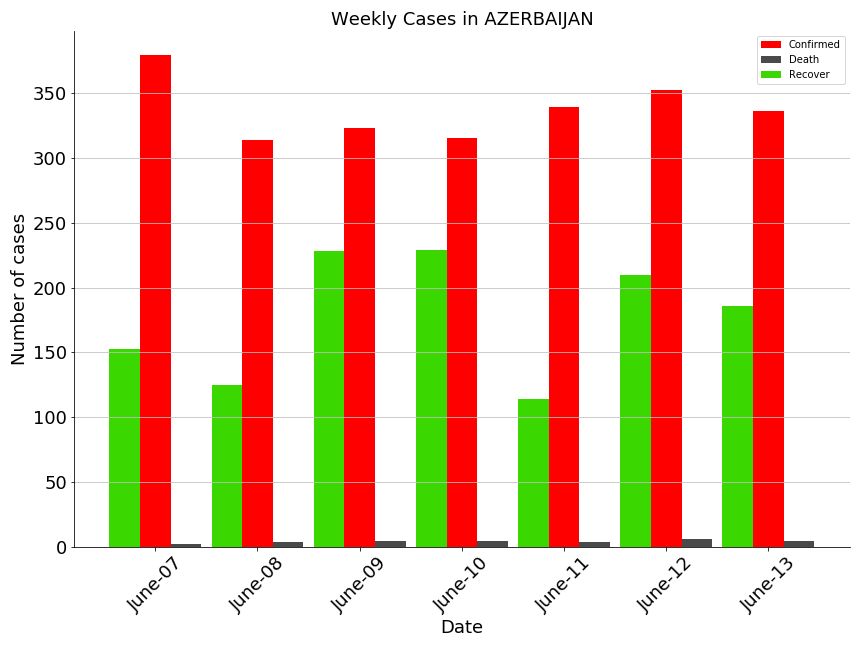 Weekly Cases in AZERBAIJAN
Confirmed
Death
Recover
Number of cases
350
300
250
200
150
100
50
0
June-07
June-08
June-09
June-10
June-11
June-12
June-13
Date